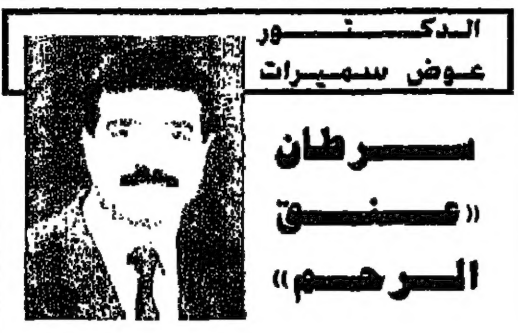 الدكتور
عوض سميرات
سرطان
«عنق
الرحم»